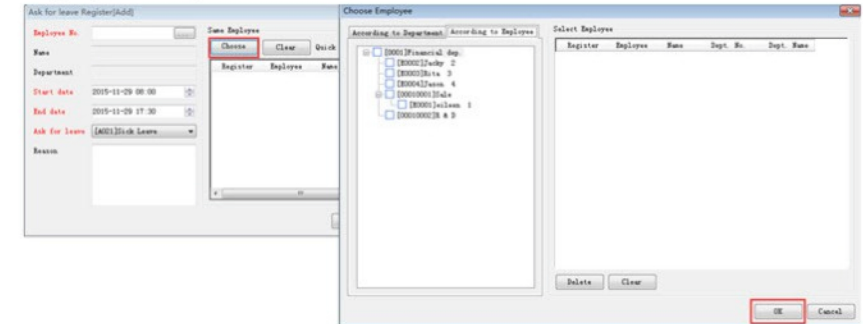 Ask for leave Register(Add)
Employee No.
...
Name
Department
Start date 2015-11-29 08:00
End date 2015-11-29 17:30
Ask for leave [A001]Sick Leave
Reason
Same Employee
Choose Clear Quick
Register Employee Name
Choose Employee
According to Department According to Employee
[0001]Financial dep.
[E0002]Jacky 2
[E0003]Rita 3
[E0004]Jason 4
[00010001]Sale
[E0001]eileen 1
[00010002]R & D
Select Employee
Register Employee Name Dept. No. Dept. Name
Delete Clear
OK Cancel